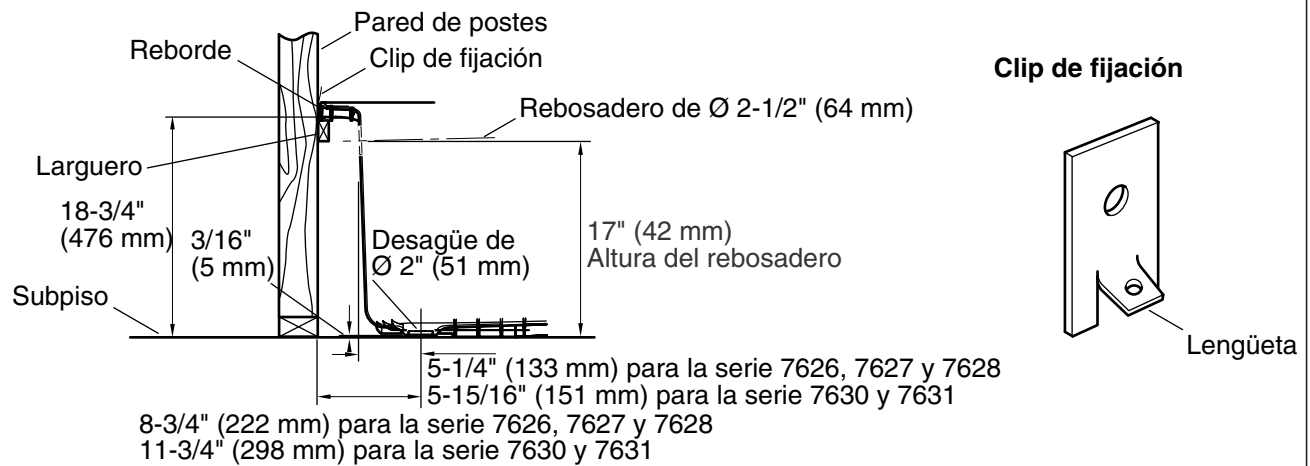 Pared de postes
Reborde
Clip de fijación
Clip de fijación
Rebosadero de Ø 2-1/2" (64 mm)
Larguero
18-3/4"
(476 mm)
3/16"
(5 mm)
Desagüe de
Ø 2" (51 mm)
17" (42 mm)
Altura del rebosadero
Subpiso
Lengüeta
5-1/4" (133 mm) para la serie 7626, 7627 y 7628
5-15/16" (151 mm) para la serie 7630 y 7631
8-3/4" (222 mm) para la serie 7626, 7627 y 7628
11-3/4" (298 mm) para la serie 7630 y 7631